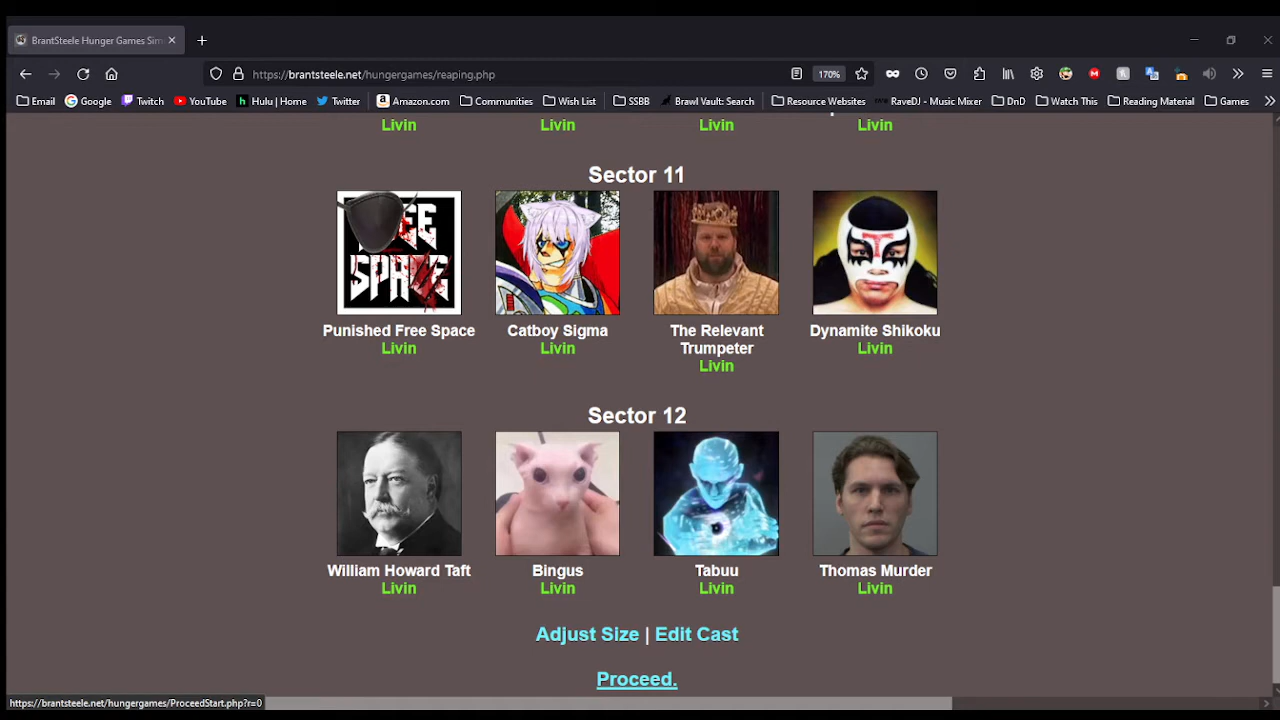 BrantSteele Hunger Games Sim
https://brantsteele.net/hungergames/reaping.php
170%
Email
Google
Twitch
YouTube
Hulu | Home
Twitter
Amazon.com
Communities
Wish List
SSBB
Brawl Vault: Search
Resource Websites
RaveDJ - Music Mixer
DnD
Watch This
Reading Material
Games
Livin Livin Livin Livin
Sector 11
FREE
SPACE
Punished Free Space
Livin
Catboy Sigma
Livin
The Relevant
Trumpeter
Livin
Dynamite Shikoku
Livin
Sector 12
William Howard Taft
Livin
Bingus
Livin
Tabuu
Livin
Thomas Murder
Livin
Adjust Size | Edit Cast
Proceed.
https://brantsteele.net/hungergames/ProceedStart.php?r=0